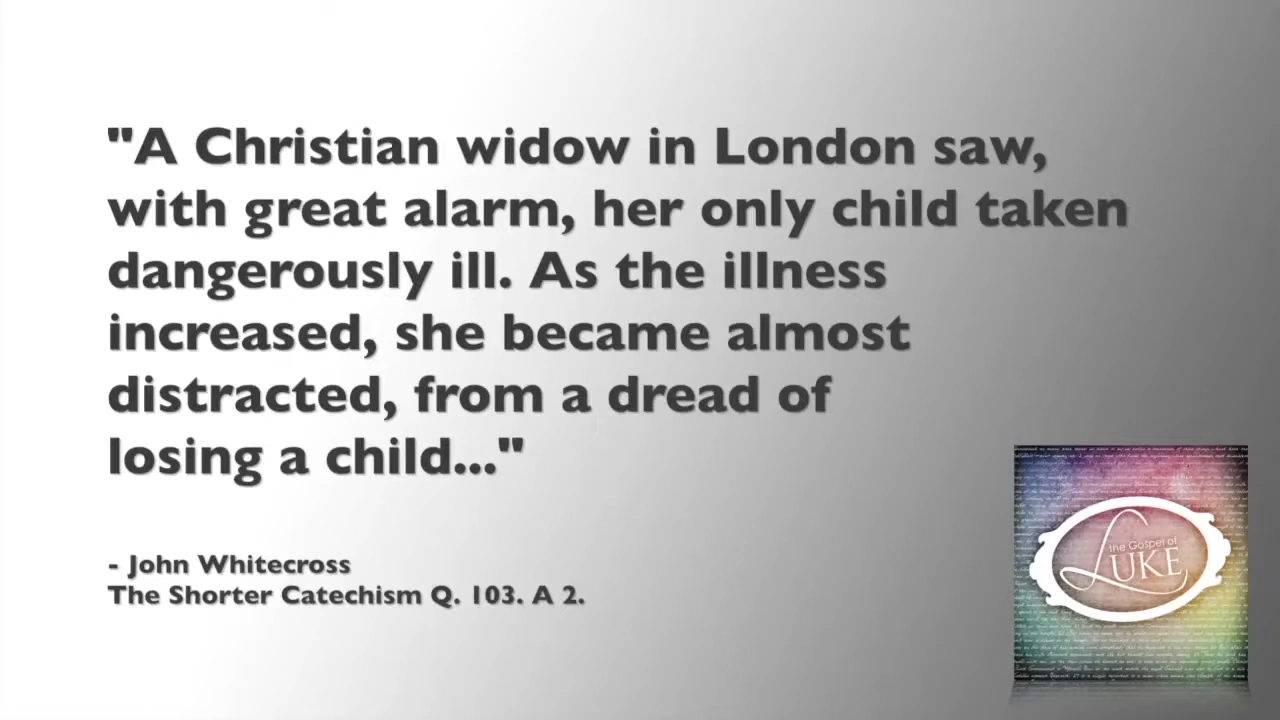 "A Christian widow in London saw,
with great alarm, her only child taken
dangerously ill. As the illness
increased, she became almost
distracted, from a dread of
losing a child..."
- John Whitecross
The Shorter Catechism Q. 103. A 2.
the Gospel of
LUKE